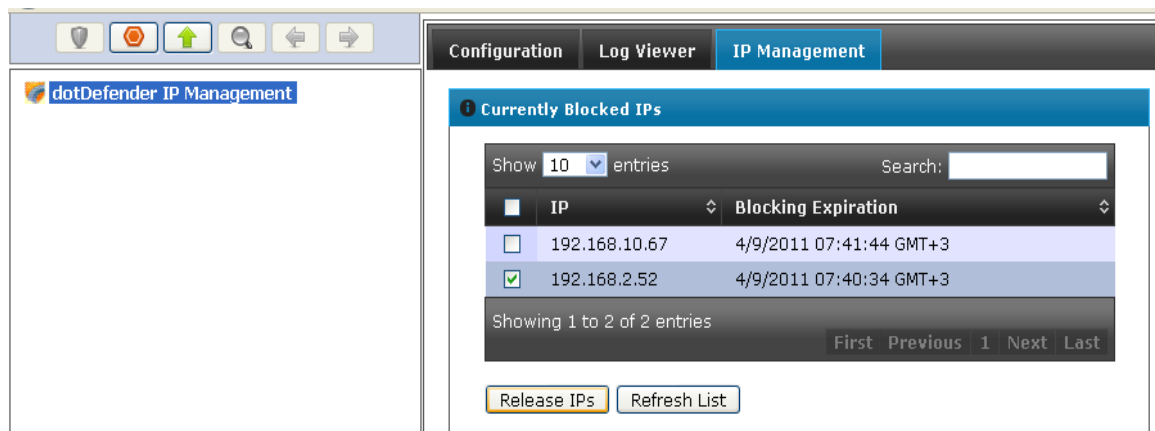 Configuration Log Viewer IP Management
dotDefender IP Management
Currently Blocked IPs
Show 10 entries Search:
IP Blocking Expiration
192.168.10.67 4/9/2011 07:41:44 GMT+3
192.168.2.52 4/9/2011 07:40:34 GMT+3
Showing 1 to 2 of 2 entries
First Previous 1 Next Last
Release IPs Refresh List